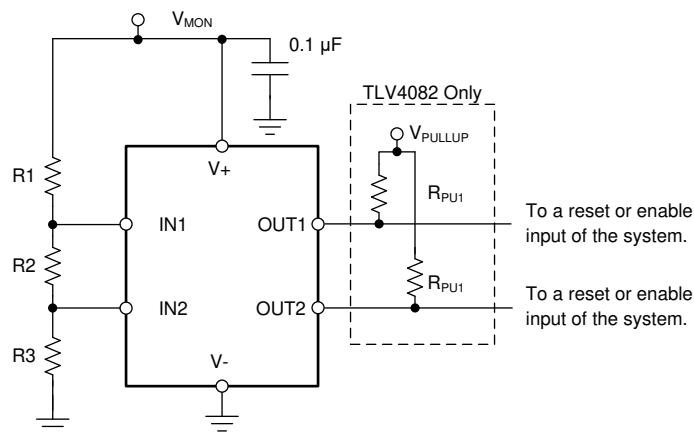 VMON
0.1 µF
TLV4082 Only
VPULLUP
R1
V+
RPU1
IN1
OUT1
To a reset or enable
input of the system.
R2
RPU1
IN2
OUT2
To a reset or enable
input of the system.
R3
V-